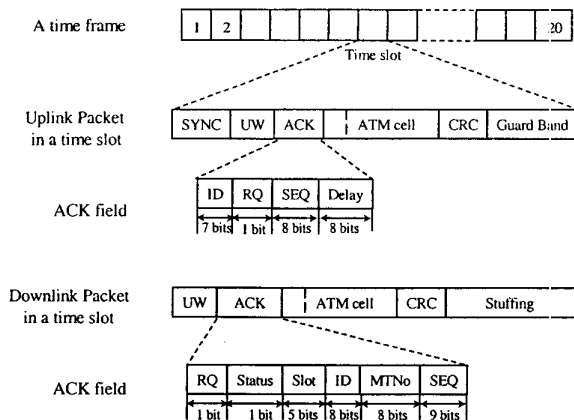 A time frame 1 2 20
Time slot
Uplink Packet
in a time slot
SYNC UW ACK ATM cell CRC Guard Band
ACK field
ID RQ SEQ Delay
7 bits 1 bit 8 bits 8 bits
Downlink Packet
in a time slot
UW ACK ATM cell CRC Stuffing
ACK field
RQ Status Slot ID MTNo SEQ
1 bit 1 bit 5 bits 8 bits 8 bits 9 bits